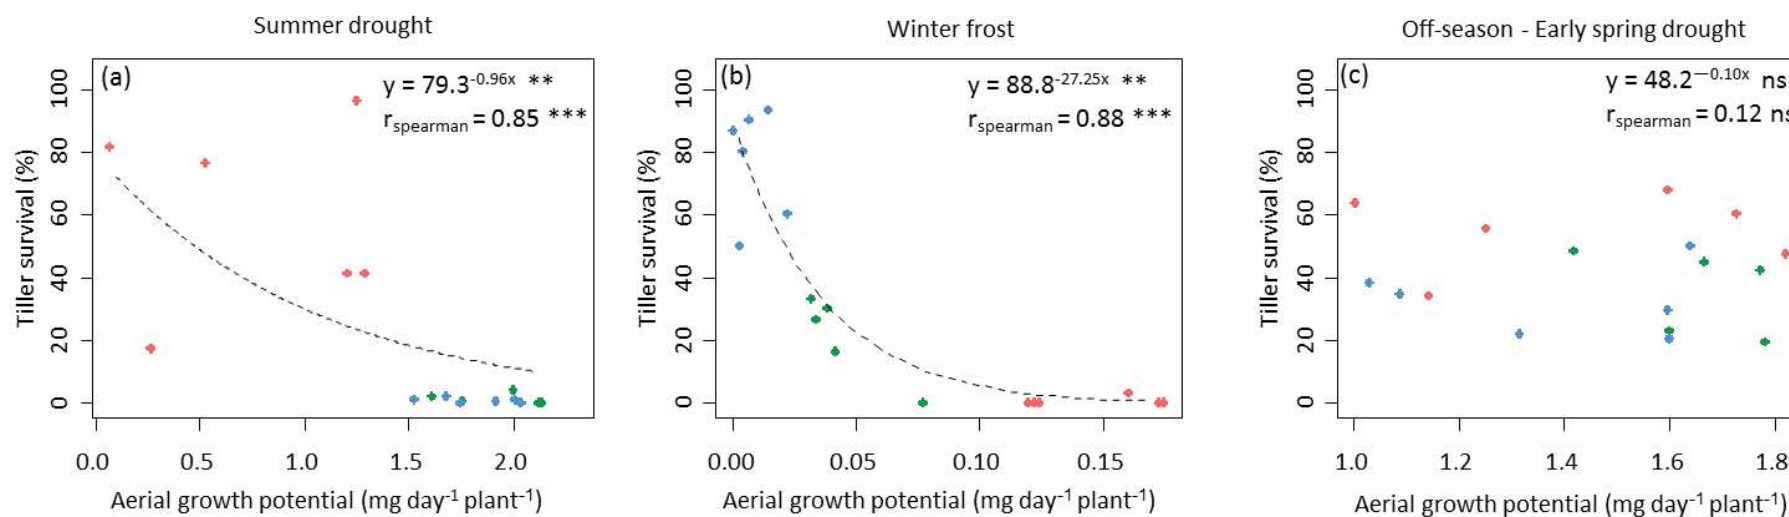 Summer drought
(a)
y = 79.3^-0.96x **
r_spearman = 0.85 ***
Tiller survival (%)
100
80
60
40
20
0
0.0 0.5 1.0 1.5 2.0
Aerial growth potential (mg day^-1 plant^-1)
Winter frost
(b)
y = 88.8^-27.25x **
r_spearman = 0.88 ***
Tiller survival (%)
100
80
60
40
20
0
0.00 0.05 0.10 0.15
Aerial growth potential (mg day^-1 plant^-1)
Off-season - Early spring drought
(c)
y = 48.2^—0.10x ns
r_spearman = 0.12 ns
Tiller survival (%)
100
80
60
40
20
0
1.0 1.2 1.4 1.6 1.8
Aerial growth potential (mg day^-1 plant^-1)